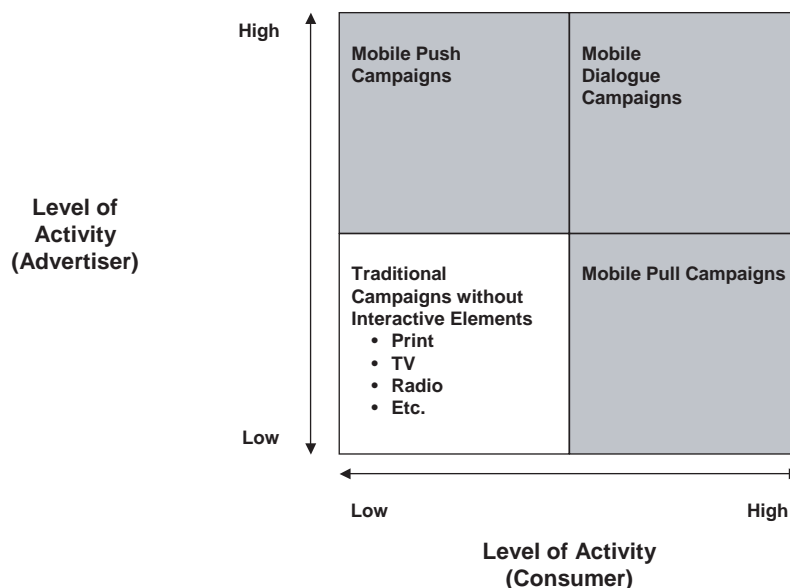 High
Mobile Push
Campaigns
Mobile
Dialogue
Campaigns
Level of
Activity
(Advertiser)
Traditional
Campaigns without
Interactive Elements
• Print
• TV
• Radio
• Etc.
Mobile Pull Campaigns
Low
Low
High
Level of Activity
(Consumer)